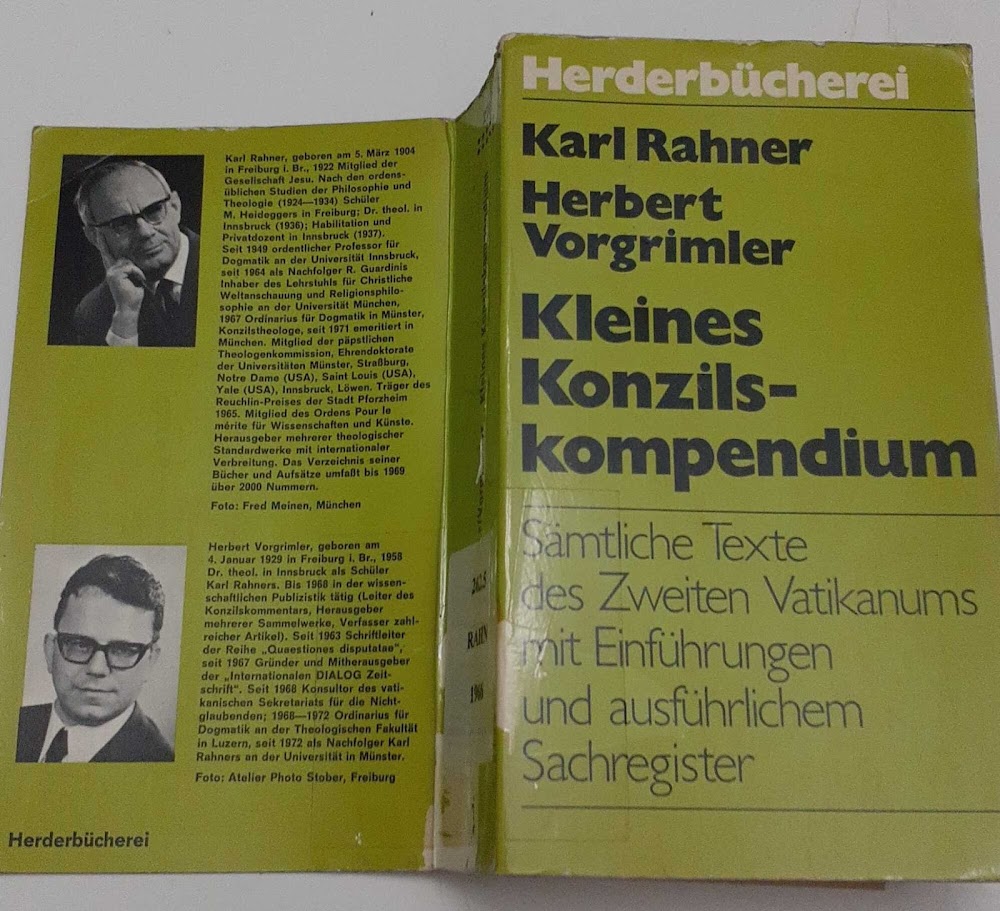 Karl Rahner, geboren am 5. März 1904
in Freiburg i. Br., 1922 Mitglied der
Gesellschaft Jesu. Nach den ordens-
üblichen Studien der Philosophie und
Theologie (1924—1934) Schüler
M. Heideggers in Freiburg; Dr. theol. in
Innsbruck (1936); Habilitation und
Privatdozent in Innsbruck (1937).
Seit 1949 ordentlicher Professor für
Dogmatik an der Universität Innsbruck,
seit 1964 als Nachfolger R. Guardinis
Inhaber des Lehrstuhls für Christliche
Weltanschauung und Religionsphilo-
sophie an der Universität München,
1967 Ordinarius für Dogmatik in Münster,
Konzilstheologe, seit 1971 emeritiert in
München. Mitglied der päpstlichen
Theologenkommission, Ehrendoktorate
der Universitäten Münster, Straßburg,
Notre Dame (USA), Saint Louis (USA),
Yale (USA), Innsbruck, Löwen. Träger des
Reuchlin-Preises der Stadt Pforzheim
1965. Mitglied des Ordens Pour le
mérite für Wissenschaften und Künste.
Herausgeber mehrerer theologischer
Standardwerke mit internationaler
Verbreitung. Das Verzeichnis seiner
Bücher und Aufsätze umfaßt bis 1969
über 2000 Nummern.
Foto: Fred Meinen, München
Herbert Vorgrimler, geboren am
4. Januar 1929 in Freiburg i. Br., 1958
Dr. theol. in Innsbruck als Schüler
Karl Rahners. Bis 1968 in der wissen-
schaftlichen Publizistik tätig (Leiter des
Konzilskommentars, Herausgeber
mehrerer Sammelwerke, Verfasser zahl-
reicher Artikel). Seit 1963 Schriftleiter
der Reihe „Quaestiones disputatae“,
seit 1967 Gründer und Mitherausgeber
der „Internationalen DIALOG Zeit-
schrift“. Seit 1968 Konsultor des vati-
kanischen Sekretariats für die Nicht-
glaubenden; 1968—1972 Ordinarius für
Dogmatik an der Theologischen Fakultät
in Luzern, seit 1972 als Nachfolger Karl
Rahners an der Universität in Münster.
Foto: Atelier Photo Stober, Freiburg
Herderbücherei
262.5
RAHN
1966
Herderbücherei
Karl Rahner
Herbert
Vorgrimler
Kleines
Konzils-
kompendium
Sämtliche Texte
des Zweiten Vatikanums
mit Einführungen
und ausführlichem
Sachregister